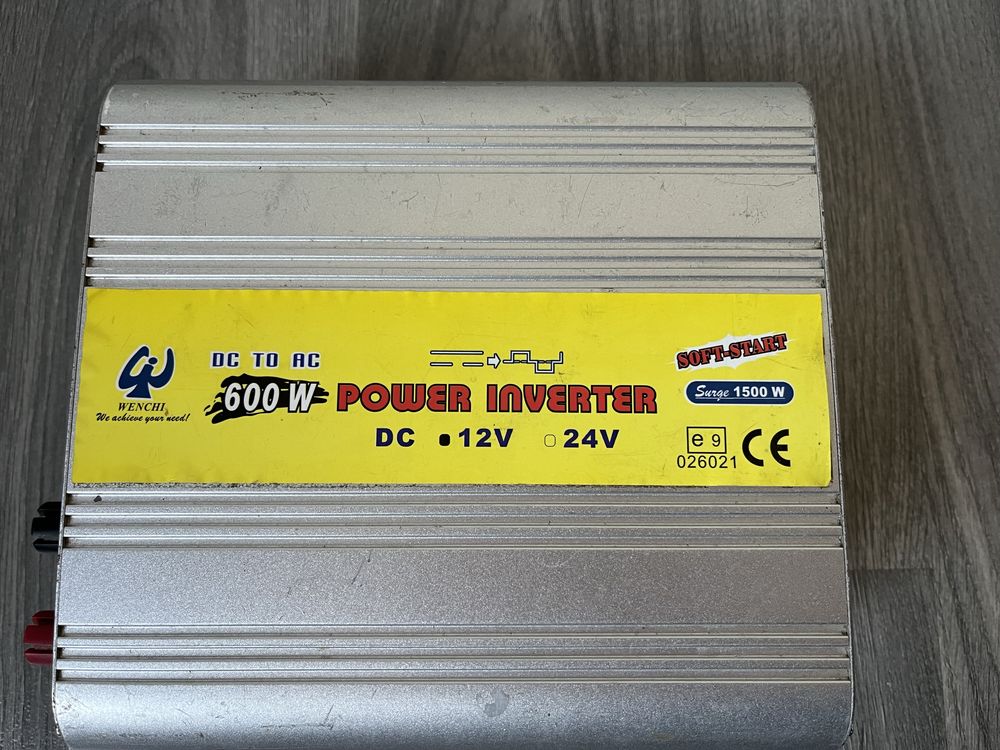 WENCHI
We achieve your need!
DC TO AC
600 W POWER INVERTER
DC 12V 24V
SOFT-START
Surge 1500 W
e 9
026021 CE